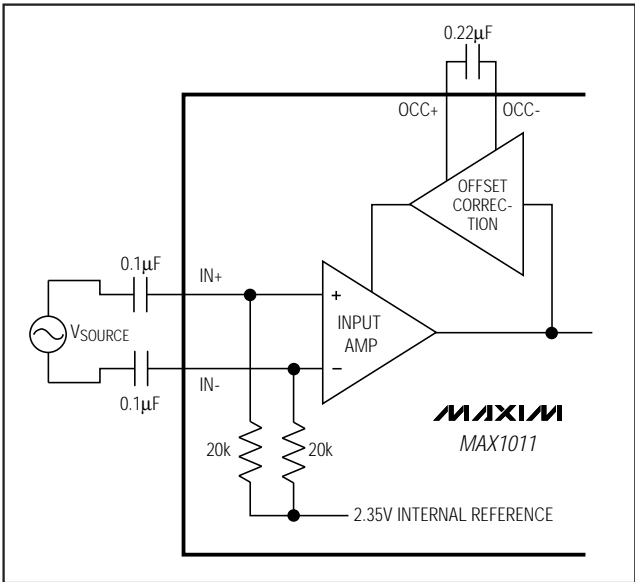 0.22μF
OCC+
OCC-
OFFSET
CORREC-
TION
0.1μF
IN+
+
INPUT
AMP
VSOURCE
−
IN-
0.1μF
MAXIM
MAX1011
20k
20k
2.35V INTERNAL REFERENCE